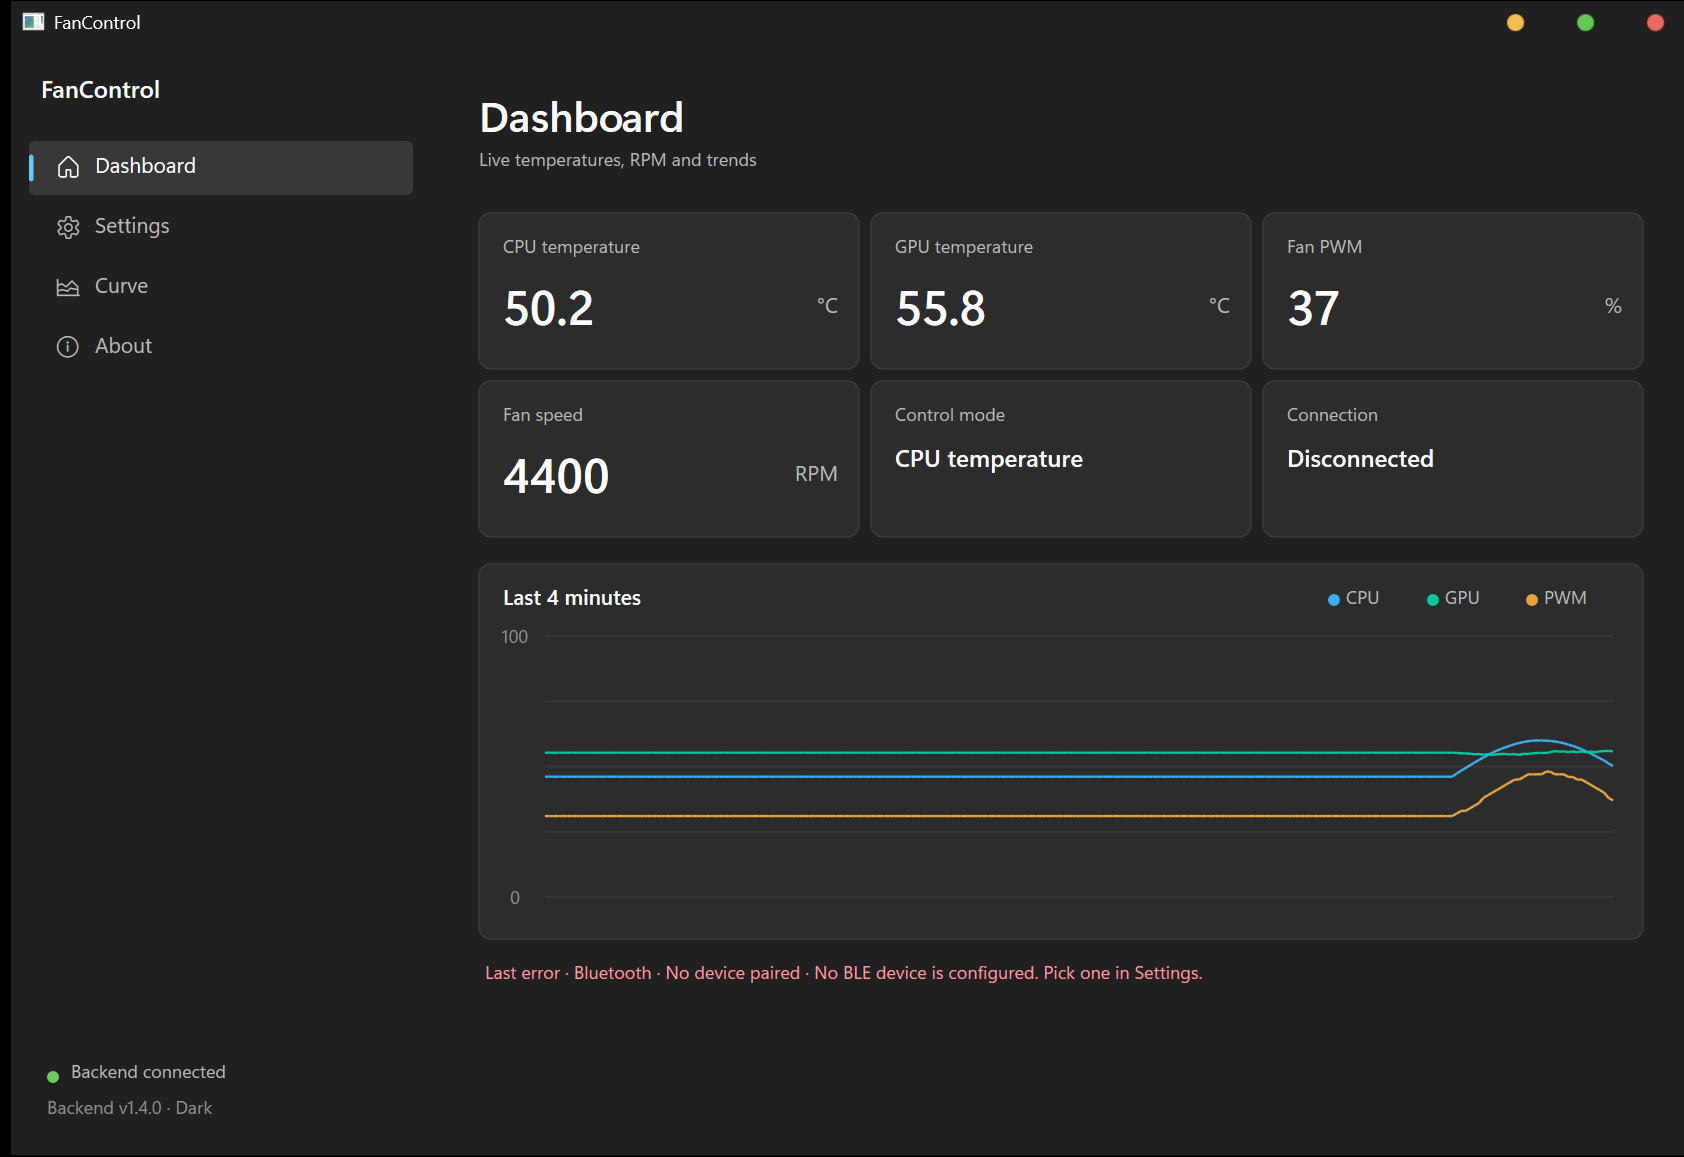 FanControl
FanControl
Dashboard
Settings
Curve
About
Dashboard
Live temperatures, RPM and trends
CPU temperature
50.2 °C
GPU temperature
55.8 °C
Fan PWM
37 %
Fan speed
4400 RPM
Control mode
CPU temperature
Connection
Disconnected
Last 4 minutes
CPU GPU PWM
100
0
Last error · Bluetooth · No device paired · No BLE device is configured. Pick one in Settings.
Backend connected
Backend v1.4.0 · Dark